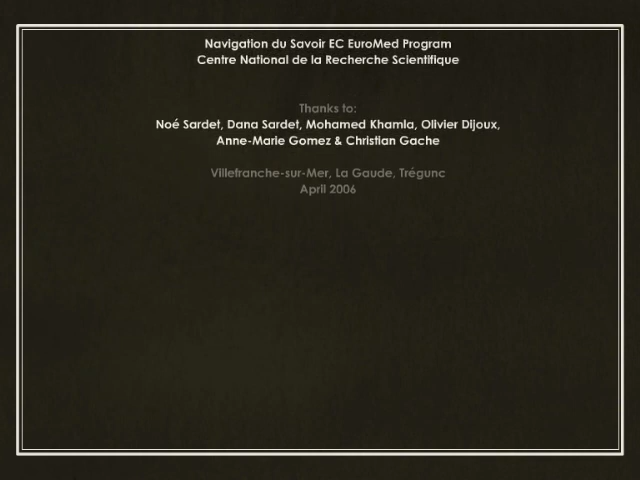 Navigation du Savoir EC EuroMed Program
Centre National de la Recherche Scientifique
Thanks to:
Noé Sardet, Dana Sardet, Mohamed Khamla, Olivier Dijoux,
Anne-Marie Gomez & Christian Gache
Villefranche-sur-Mer, La Gaude, Trégunc
April 2006